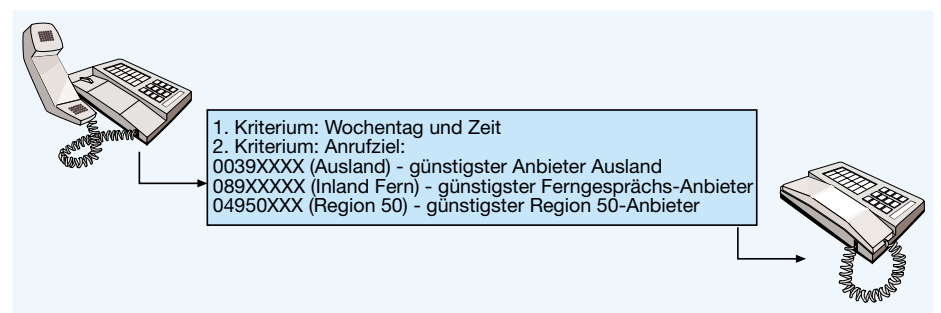 1. Kriterium: Wochentag und Zeit
2. Kriterium: Anrufziel:
0039XXXX (Ausland) - günstigster Anbieter Ausland
089XXXXX (Inland Fern) - günstigster Ferngesprächs-Anbieter
04950XXX (Region 50) - günstigster Region 50-Anbieter